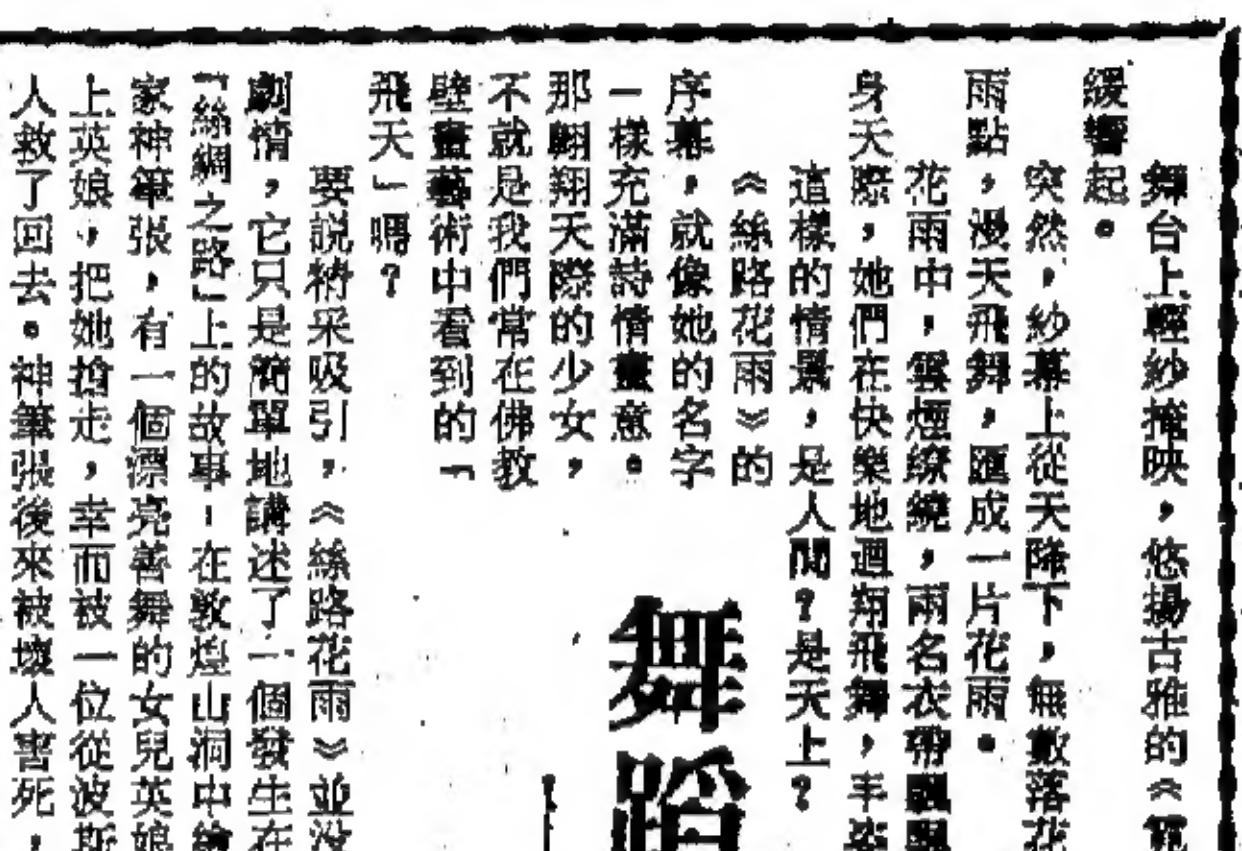 舞台上輕紗掩映，悠揚古雅的《霓
緩響起。
突然，紗幕上從天降下，無數落花
雨點，漫天飛舞，匯成一片花雨。
花雨中，雲煙繚繞，兩名衣帶飄飄
身天際，她們在快樂地迴翔飛舞，丰姿
這樣的情景，是人間？是天上？
《絲路花雨》的
序幕，就像她的名字
一樣充滿詩情畫意。
那翱翔天際的少女，
不就是我們常在佛教
壁畫藝術中看到的「
飛天」嗎？
舞蹈
要說精采吸引，《絲路花雨》並沒
劇情，它只是簡單地講述了一個發生在
「絲綢之路」上的故事！在敦煌山洞中繪
家神筆張，有一個漂亮善舞的女兒英娘
上英娘，把她搶走，幸而被一位從波斯
人救了回去。神筆張後來被壞人害死，